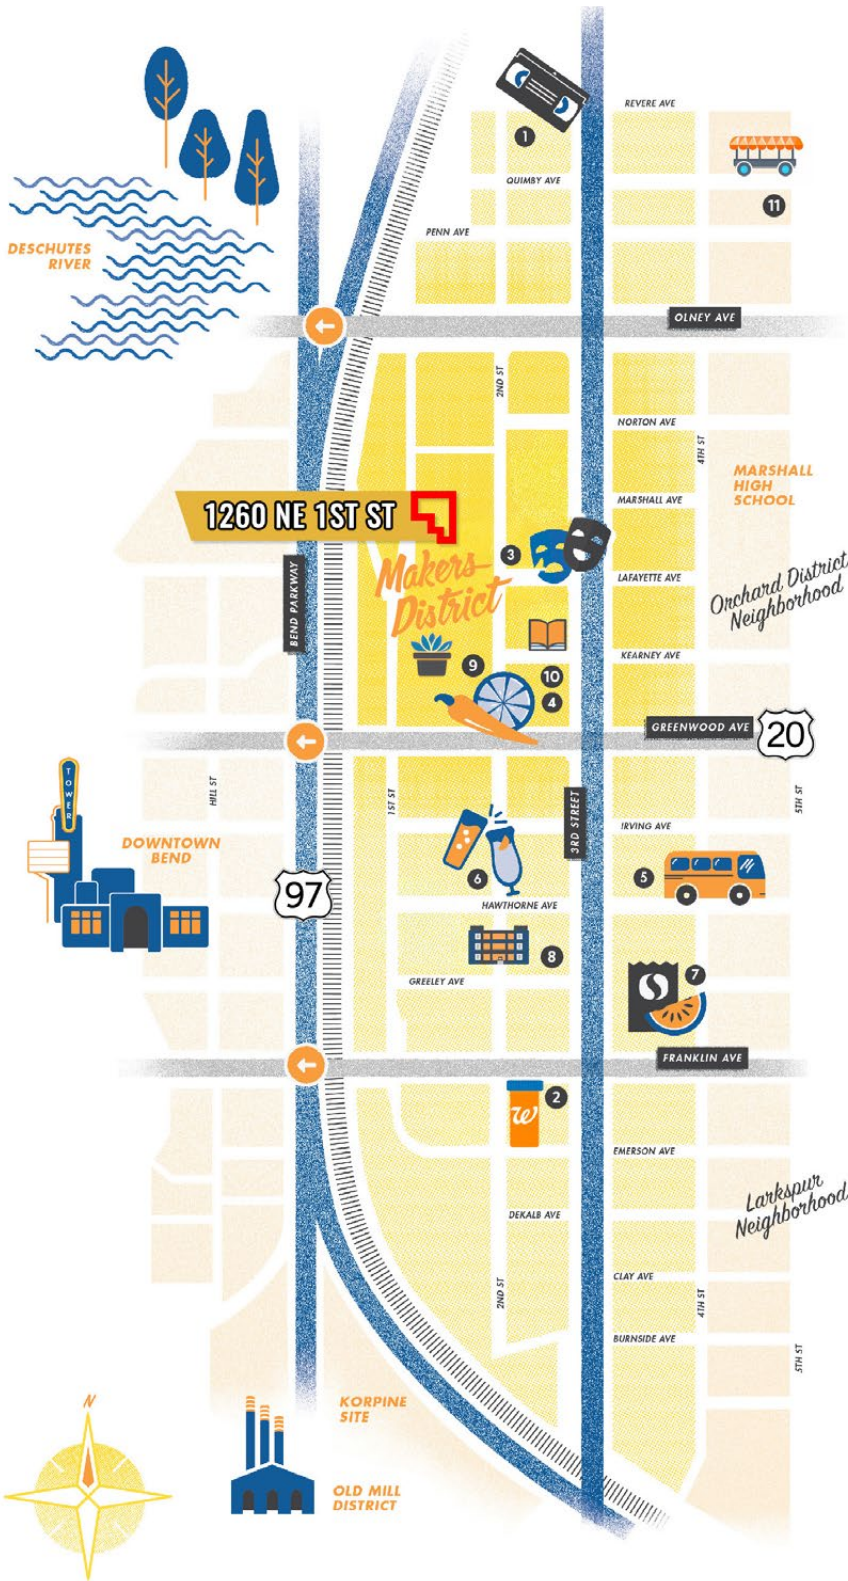 REVERE AVE
1
QUIMBY AVE
11
PENN AVE
DESCHUTES
RIVER
OLNEY AVE
2ND ST
NORTON AVE
4TH ST
MARSHALL
HIGH
SCHOOL
MARSHALL AVE
1260 NE 1ST ST
3
Makers
District
LAFAYETTE AVE
Orchard District
Neighborhood
BEND PARKWAY
KEARNEY AVE
9
10
4
GREENWOOD AVE
20
TOWER
HILL ST
1ST ST
3RD STREET
5TH ST
IRVING AVE
DOWNTOWN
BEND
6
5
97
HAWTHORNE AVE
8
GREELEY AVE
7
FRANKLIN AVE
2
W
EMERSON AVE
Larkspur
Neighborhood
DEKALB AVE
CLAY AVE
2ND ST
4TH ST
BURNSIDE AVE
5TH ST
N
KORPINE
SITE
OLD MILL
DISTRICT